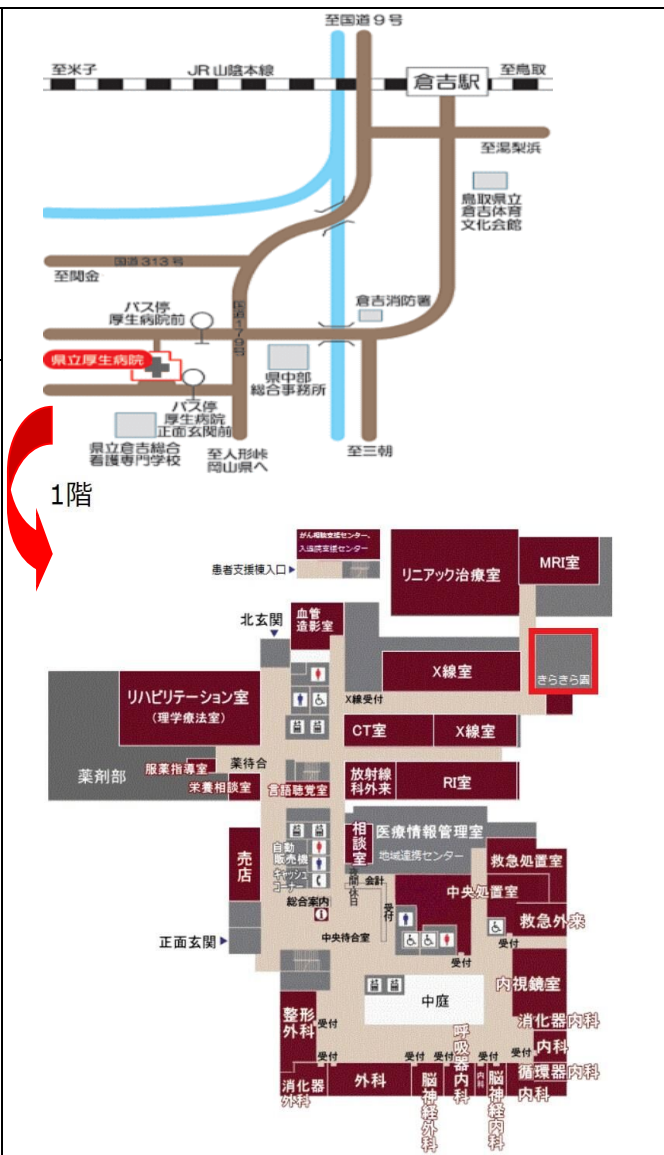 至国道9号
至米子
JR山陰本線
倉吉駅
至鳥取
至湯梨浜
鳥取県立
倉吉体育
文化会館
国道313号
至関金
バス停
厚生病院前
国道179号
倉吉消防署
県立厚生病院
県中部
総合事務所
バス停
厚生病院
正面玄関前
県立倉吉総合
看護専門学校
至人形峠
岡山県へ
至三朝
1階
がん相談支援センター、
入退院支援センター
患者支援棟入口
リニアック治療室
MRI室
北玄関
血管
造影室
X線室
きらきら園
リハビリテーション室
(理学療法室)
X線受付
CT室
X線室
薬剤部
服薬指導室
薬待合
栄養相談室
言語聴覚室
放射線
科外来
RI室
売店
自動
販売機
キャッシュ
コーナー
相談室
医療情報管理室
地域連携センター
救急処置室
夜間・休日
会計
中央処置室
総合案内
受付
救急外来
受付
正面玄関
中央待合室
受付
内視鏡室
中庭
整形
外科
受付
消化器内科
呼吸器内科
受付
受付
受付
受付
受付
内科
消化器
外科
外科
脳神経外科
内科
脳神経内科
循環器内科
内科